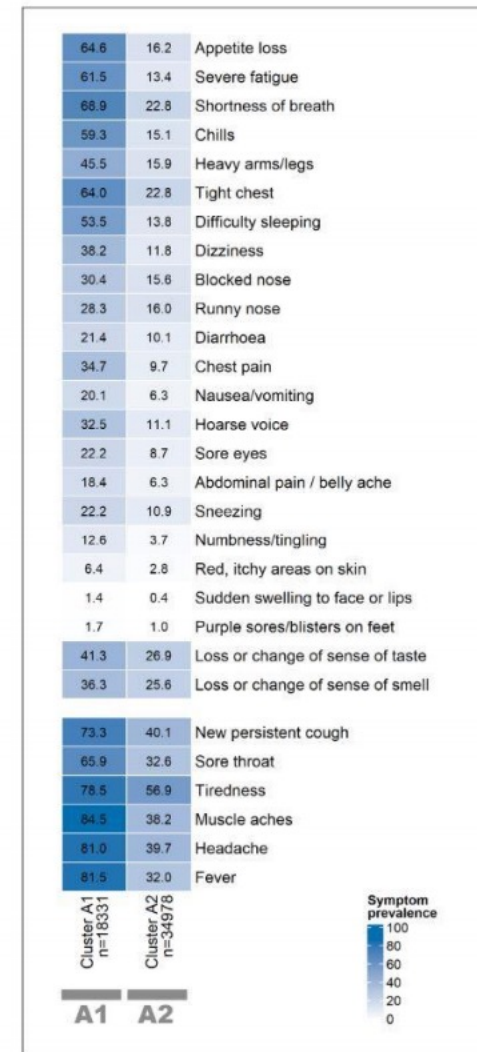 64.6 16.2 Appetite loss
61.5 13.4 Severe fatigue
68.9 22.8 Shortness of breath
59.3 15.1 Chills
45.5 15.9 Heavy arms/legs
64.0 22.8 Tight chest
53.5 13.8 Difficulty sleeping
38.2 11.8 Dizziness
30.4 15.6 Blocked nose
28.3 16.0 Runny nose
21.4 10.1 Diarrhoea
34.7 9.7 Chest pain
20.1 6.3 Nausea/vomiting
32.5 11.1 Hoarse voice
22.2 8.7 Sore eyes
18.4 6.3 Abdominal pain / belly ache
22.2 10.9 Sneezing
12.6 3.7 Numbness/tingling
6.4 2.8 Red, itchy areas on skin
1.4 0.4 Sudden swelling to face or lips
1.7 1.0 Purple sores/blisters on feet
41.3 26.9 Loss or change of sense of taste
36.3 25.6 Loss or change of sense of smell
73.3 40.1 New persistent cough
65.9 32.6 Sore throat
78.5 56.9 Tiredness
84.5 38.2 Muscle aches
81.0 39.7 Headache
81.5 32.0 Fever
Cluster A1
n=18331
Cluster A2
n=34978
A1 A2
Symptom
prevalence
100
80
60
40
20
0